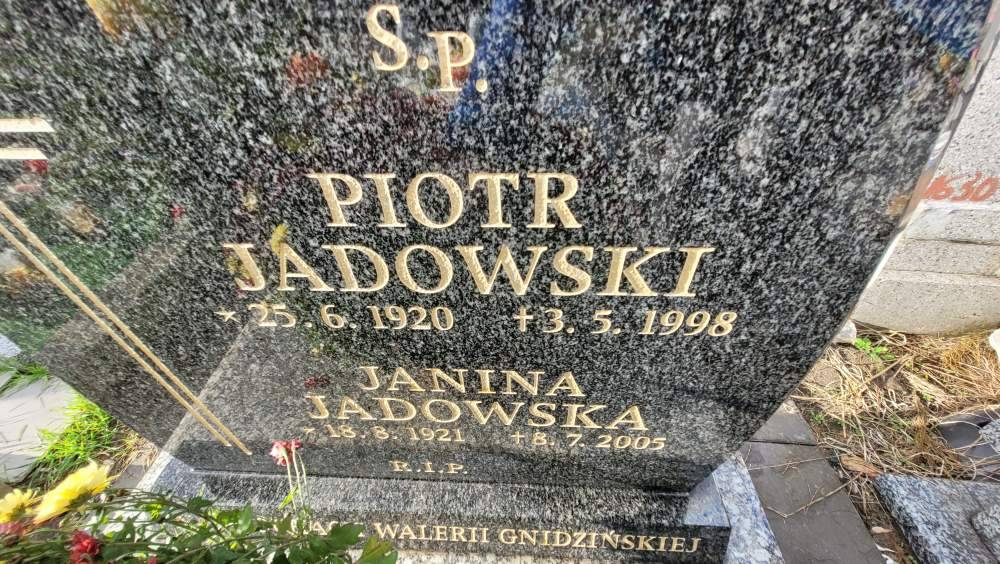 S.P.
PIOTR
JADOWSKI
* 25. 6. 1920 † 3. 5. 1998
JANINA
JADOWSKA
* 18. 8. 1921 † 8. 7. 2005
R.I.P.
WALERII GNIDZIŃSKIEJ